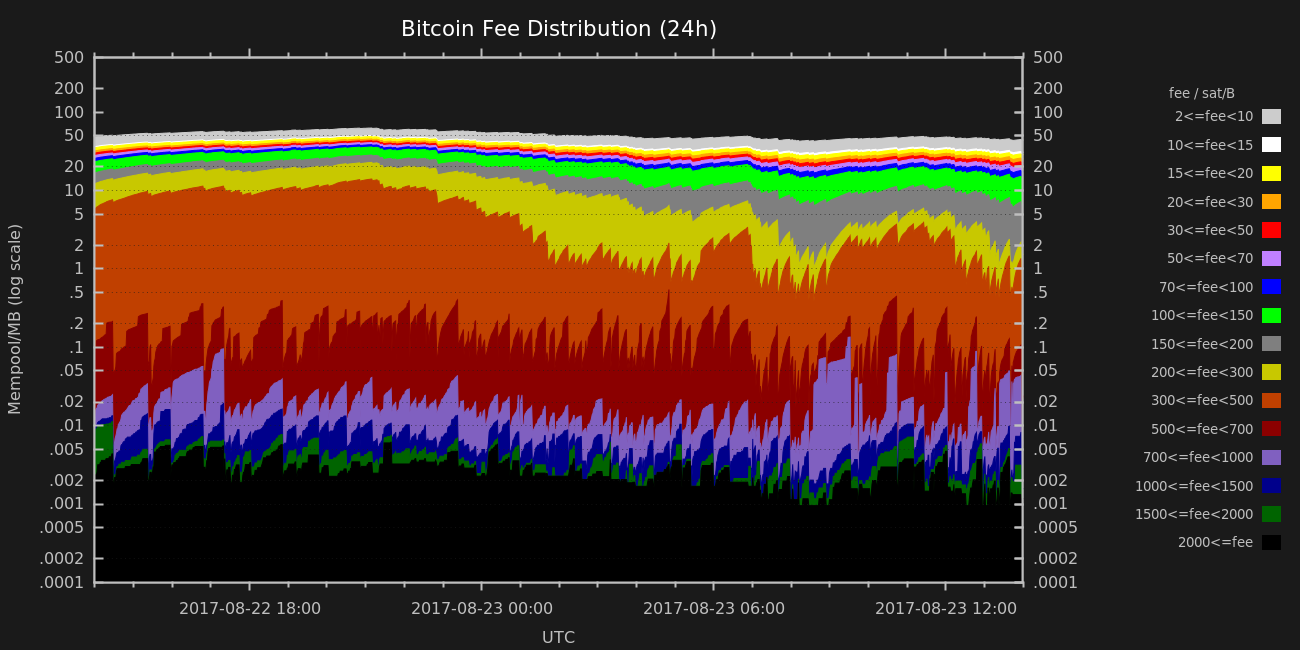 Bitcoin Fee Distribution (24h)
500
200
100
50
20
10
5
2
1
.5
.2
.1
.05
.02
.01
.005
.002
.001
.0005
.0002
.0001
Mempool/MB (log scale)
500
200
100
50
20
10
5
2
1
.5
.2
.1
.05
.02
.01
.005
.002
.001
.0005
.0002
.0001
2017-08-22 18:00
2017-08-23 00:00
2017-08-23 06:00
2017-08-23 12:00
UTC
fee / sat/B
2<=fee<10
10<=fee<15
15<=fee<20
20<=fee<30
30<=fee<50
50<=fee<70
70<=fee<100
100<=fee<150
150<=fee<200
200<=fee<300
300<=fee<500
500<=fee<700
700<=fee<1000
1000<=fee<1500
1500<=fee<2000
2000<=fee